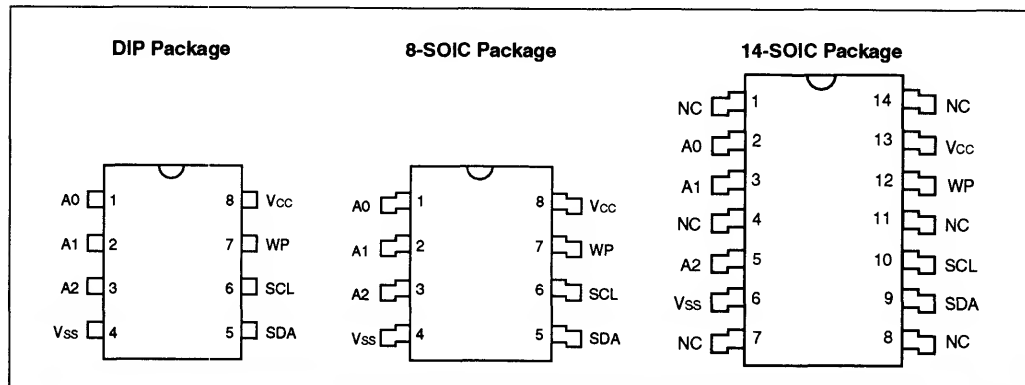 DIP Package
A0 1 8 Vcc
A1 2 7 WP
A2 3 6 SCL
Vss 4 5 SDA
8-SOIC Package
A0 1 8 Vcc
A1 2 7 WP
A2 3 6 SCL
Vss 4 5 SDA
14-SOIC Package
NC 1 14 NC
A0 2 13 Vcc
A1 3 12 WP
NC 4 11 NC
A2 5 10 SCL
Vss 6 9 SDA
NC 7 8 NC